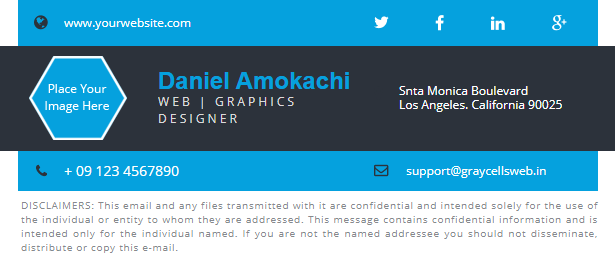 www.yourwebsite.com
Place Your
Image Here
Daniel Amokachi
WEB | GRAPHICS
DESIGNER
Snta Monica Boulevard
Los Angeles. California 90025
+ 09 123 4567890
support@graycellsweb.in
DISCLAIMERS: This email and any files transmitted with it are confidential and intended solely for the use of
the individual or entity to whom they are addressed. This message contains confidential information and is
intended only for the individual named. If you are not the named addressee you should not disseminate,
distribute or copy this e-mail.